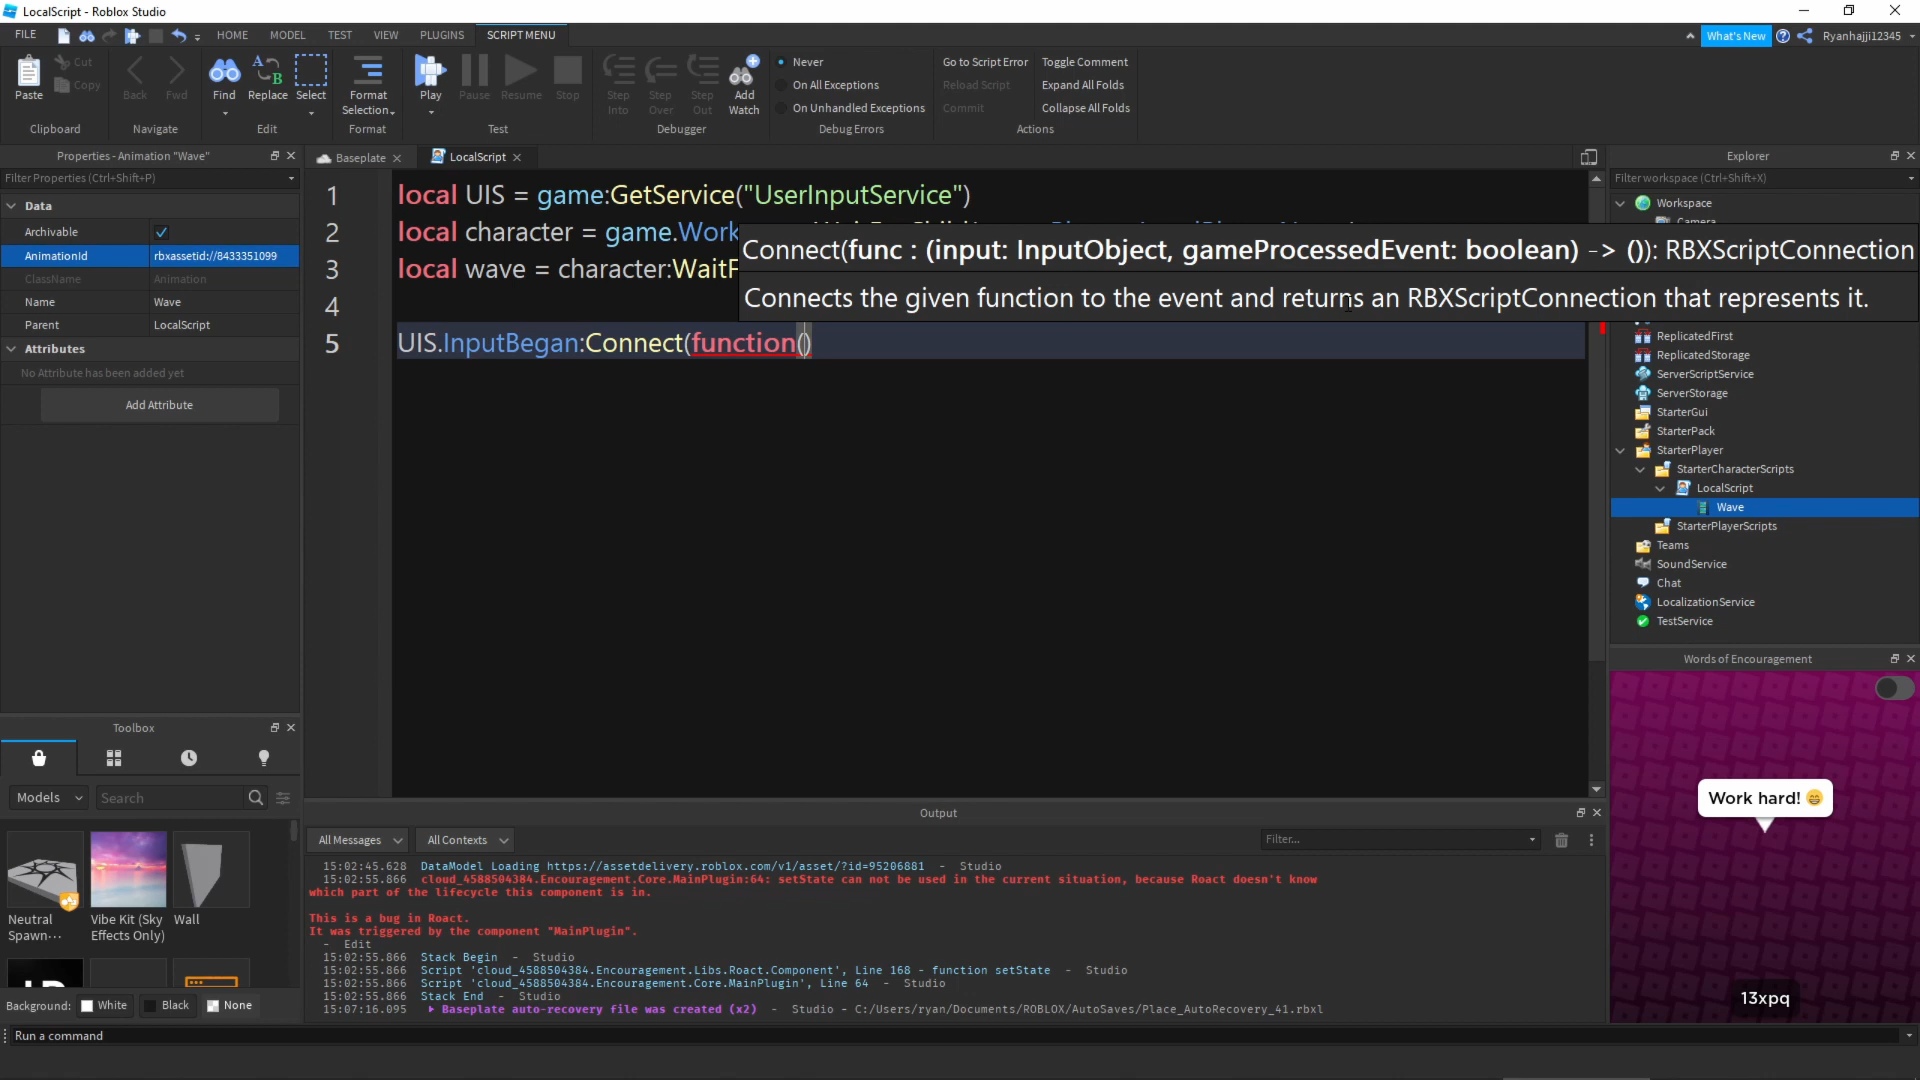 LocalScript - Roblox Studio
FILE HOME MODEL TEST VIEW PLUGINS SCRIPT MENU What's New Ryanhajji12345
Paste Cut Copy Back Fwd Find Replace Select Format Selection Play Pause Resume Stop Step Into Step Over Step Out Add Watch
Never
On All Exceptions
On Unhandled Exceptions
Go to Script Error Toggle Comment
Reload Script Expand All Folds
Commit Collapse All Folds
Clipboard Navigate Edit Format Test Debugger Debug Errors Actions
Properties - Animation "Wave"
Filter Properties (Ctrl+Shift+P)
Data
Archivable
AnimationId rbxassetid://8433351099
ClassName Animation
Name Wave
Parent LocalScript
Attributes
No Attribute has been added yet
Add Attribute
Toolbox
Models Search
Neutral Spawn...
Vibe Kit (Sky Effects Only)
Wall
Background: White Black None
Baseplate LocalScript
1 local UIS = game:GetService("UserInputService")
2 local character = game.Work
3 local wave = character:WaitF
4
5 UIS.InputBegan:Connect(function()
Connect(func : (input: InputObject, gameProcessedEvent: boolean) -> ()): RBXScriptConnection
Connects the given function to the event and returns an RBXScriptConnection that represents it.
Output
All Messages All Contexts Filter...
15:02:45.628 DataModel Loading https://assetdelivery.roblox.com/v1/asset/?id=95206881 - Studio
15:02:55.866 cloud_4588504384.Encouragement.Core.MainPlugin:64: setState can not be used in the current situation, because Roact doesn't know
which part of the lifecycle this component is in.
This is a bug in Roact.
It was triggered by the component "MainPlugin".
- Edit
15:02:55.866 Stack Begin - Studio
15:02:55.866 Script 'cloud_4588504384.Encouragement.Libs.Roact.Component', Line 168 - function setState - Studio
15:02:55.866 Script 'cloud_4588504384.Encouragement.Core.MainPlugin', Line 64 - Studio
15:02:55.866 Stack End - Studio
15:07:16.095 Baseplate auto-recovery file was created (x2) - Studio - C:/Users/ryan/Documents/ROBLOX/AutoSaves/Place_AutoRecovery_41.rbxl
Run a command
Explorer
Filter workspace (Ctrl+Shift+X)
Workspace
Camera
ReplicatedFirst
ReplicatedStorage
ServerScriptService
ServerStorage
StarterGui
StarterPack
StarterPlayer
StarterCharacterScripts
LocalScript
Wave
StarterPlayerScripts
Teams
SoundService
Chat
LocalizationService
TestService
Words of Encouragement
Work hard! 😁
13xpq